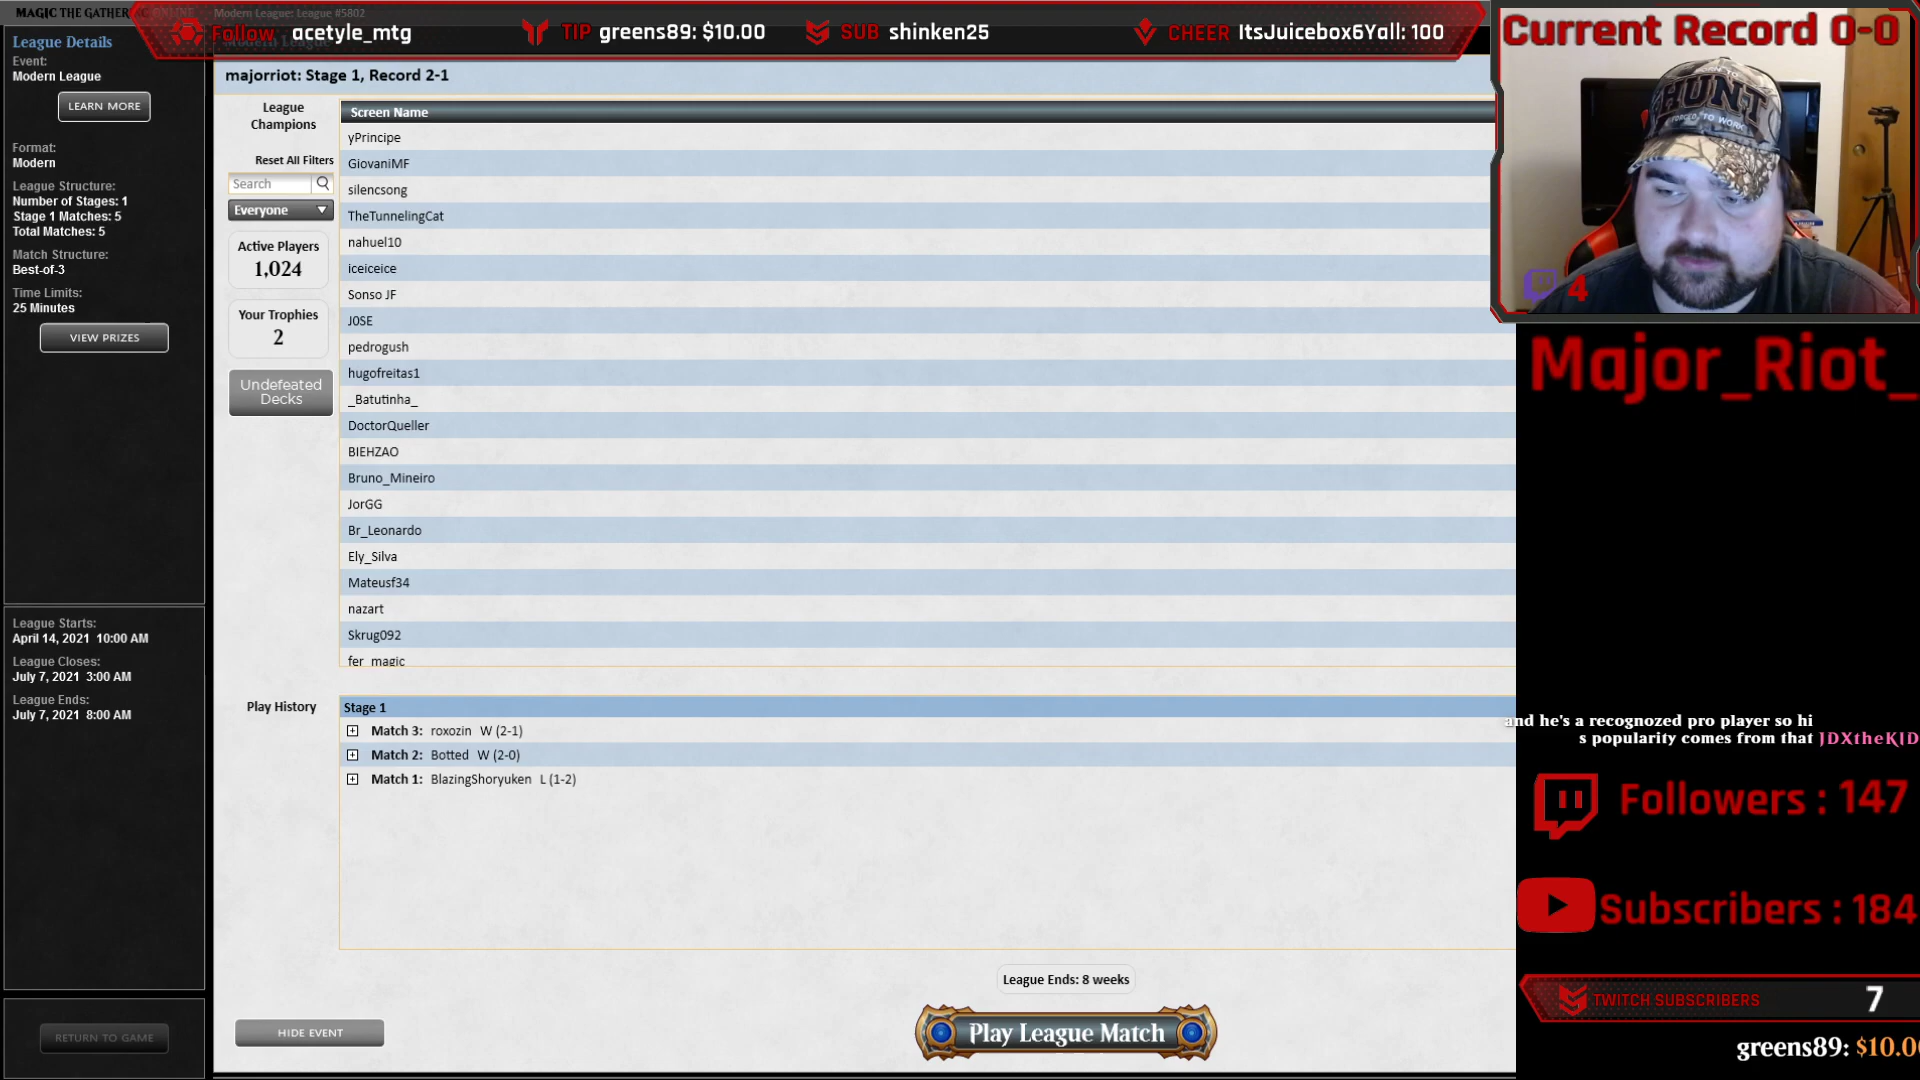 MAGIC THE GATHERING ONLINE
Modern League: League #5802
Follow acetyle_mtg
TIP greens89: $10.00
SUB shinken25
CHEER ItsJuicebox6Yall: 100
Current Record 0-0
HUNT
FORCED TO WORK
4
Major_Riot_
League Details
Event:
Modern League
LEARN MORE
Format:
Modern
League Structure:
Number of Stages: 1
Stage 1 Matches: 5
Total Matches: 5
Match Structure:
Best-of-3
Time Limits:
25 Minutes
VIEW PRIZES
League Starts:
April 14, 2021 10:00 AM
League Closes:
July 7, 2021 3:00 AM
League Ends:
July 7, 2021 8:00 AM
RETURN TO GAME
majorriot: Stage 1, Record 2-1
League
Champions
Reset All Filters
Search
Everyone
Active Players
1,024
Your Trophies
2
Undefeated
Decks
Screen Name
yPrincipe
GiovaniMF
silencsong
TheTunnelingCat
nahuel10
iceiceice
Sonso JF
J0SE
pedrogush
hugofreitas1
_Batutinha_
DoctorQueller
BIEHZAO
Bruno_Mineiro
JorGG
Br_Leonardo
Ely_Silva
Mateusf34
nazart
Skrug092
fer_magic
Play History
Stage 1
Match 3: roxozin W (2-1)
Match 2: Botted W (2-0)
Match 1: BlazingShoryuken L (1-2)
League Ends: 8 weeks
HIDE EVENT
Play League Match
and he's a recognozed pro player so hi
s popularity comes from that JDXtheKID
Followers : 147
Subscribers : 184
TWITCH SUBSCRIBERS 7
greens89: $10.00